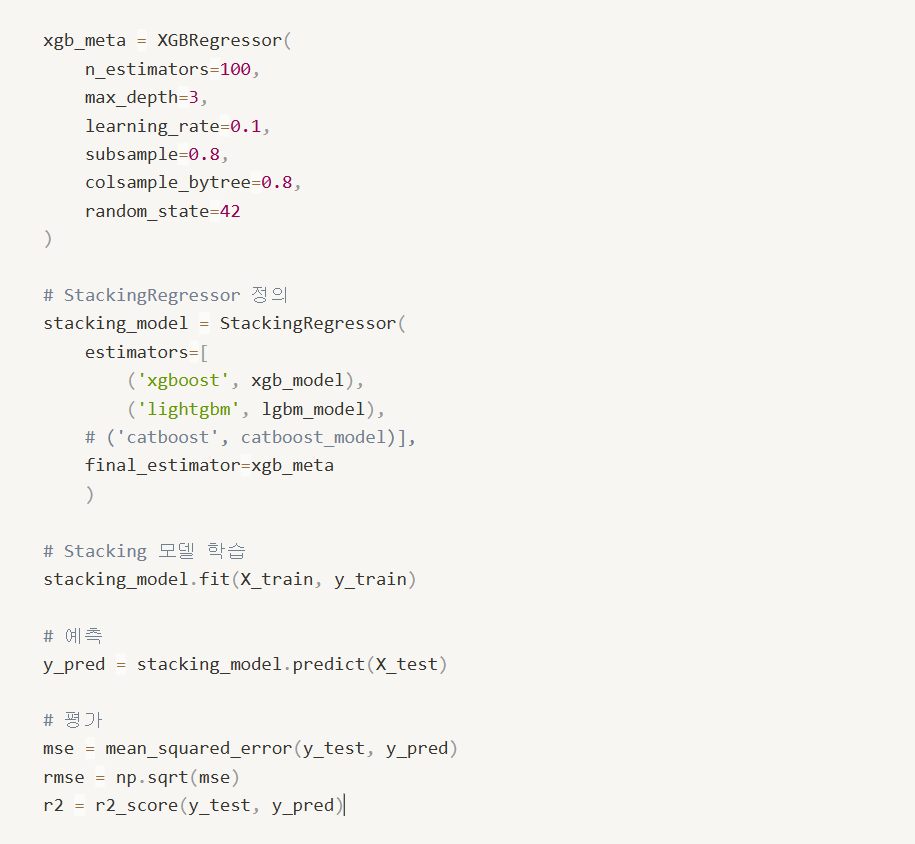 xgb_meta = XGBRegressor(
    n_estimators=100,
    max_depth=3,
    learning_rate=0.1,
    subsample=0.8,
    colsample_bytree=0.8,
    random_state=42
)
# StackingRegressor 정의
stacking_model = StackingRegressor(
    estimators=[
        ('xgboost', xgb_model),
        ('lightgbm', lgbm_model),
    # ('catboost', catboost_model)],
    final_estimator=xgb_meta
    )
# Stacking 모델 학습
stacking_model.fit(X_train, y_train)
# 예측
y_pred = stacking_model.predict(X_test)
# 평가
mse = mean_squared_error(y_test, y_pred)
rmse = np.sqrt(mse)
r2 = r2_score(y_test, y_pred)